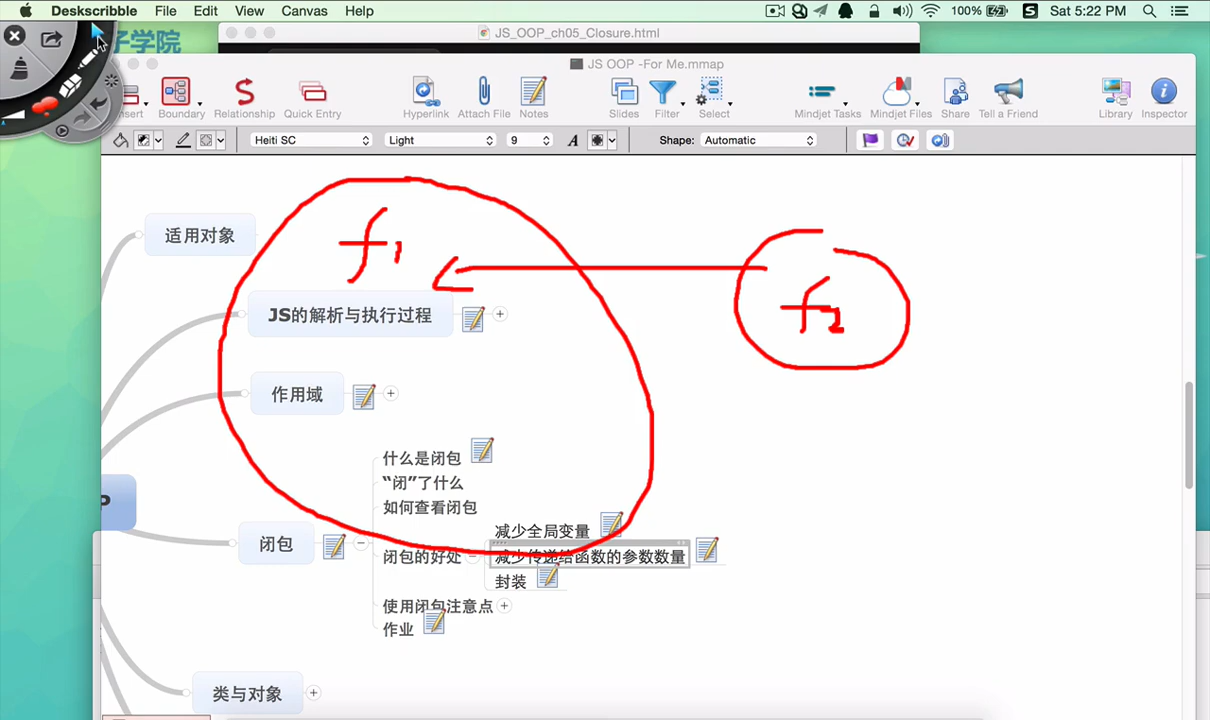 Deskscribble File Edit View Canvas Help 100% Sat 5:22 PM
子学院
JS_OOP_ch05_Closure.html
JS OOP -For Me.mmap
Boundary Relationship Quick Entry Hyperlink Attach File Notes Slides Filter Select Mindjet Tasks Mindjet Files Share Tell a Friend Library Inspector
Heiti SC Light 9 A Shape: Automatic
适用对象
f1
f2
JS的解析与执行过程
作用域
什么是闭包
“闭”了什么
如何查看闭包
闭包
闭包的好处
减少全局变量
减少传递给函数的参数数量
封装
使用闭包注意点
作业
类与对象